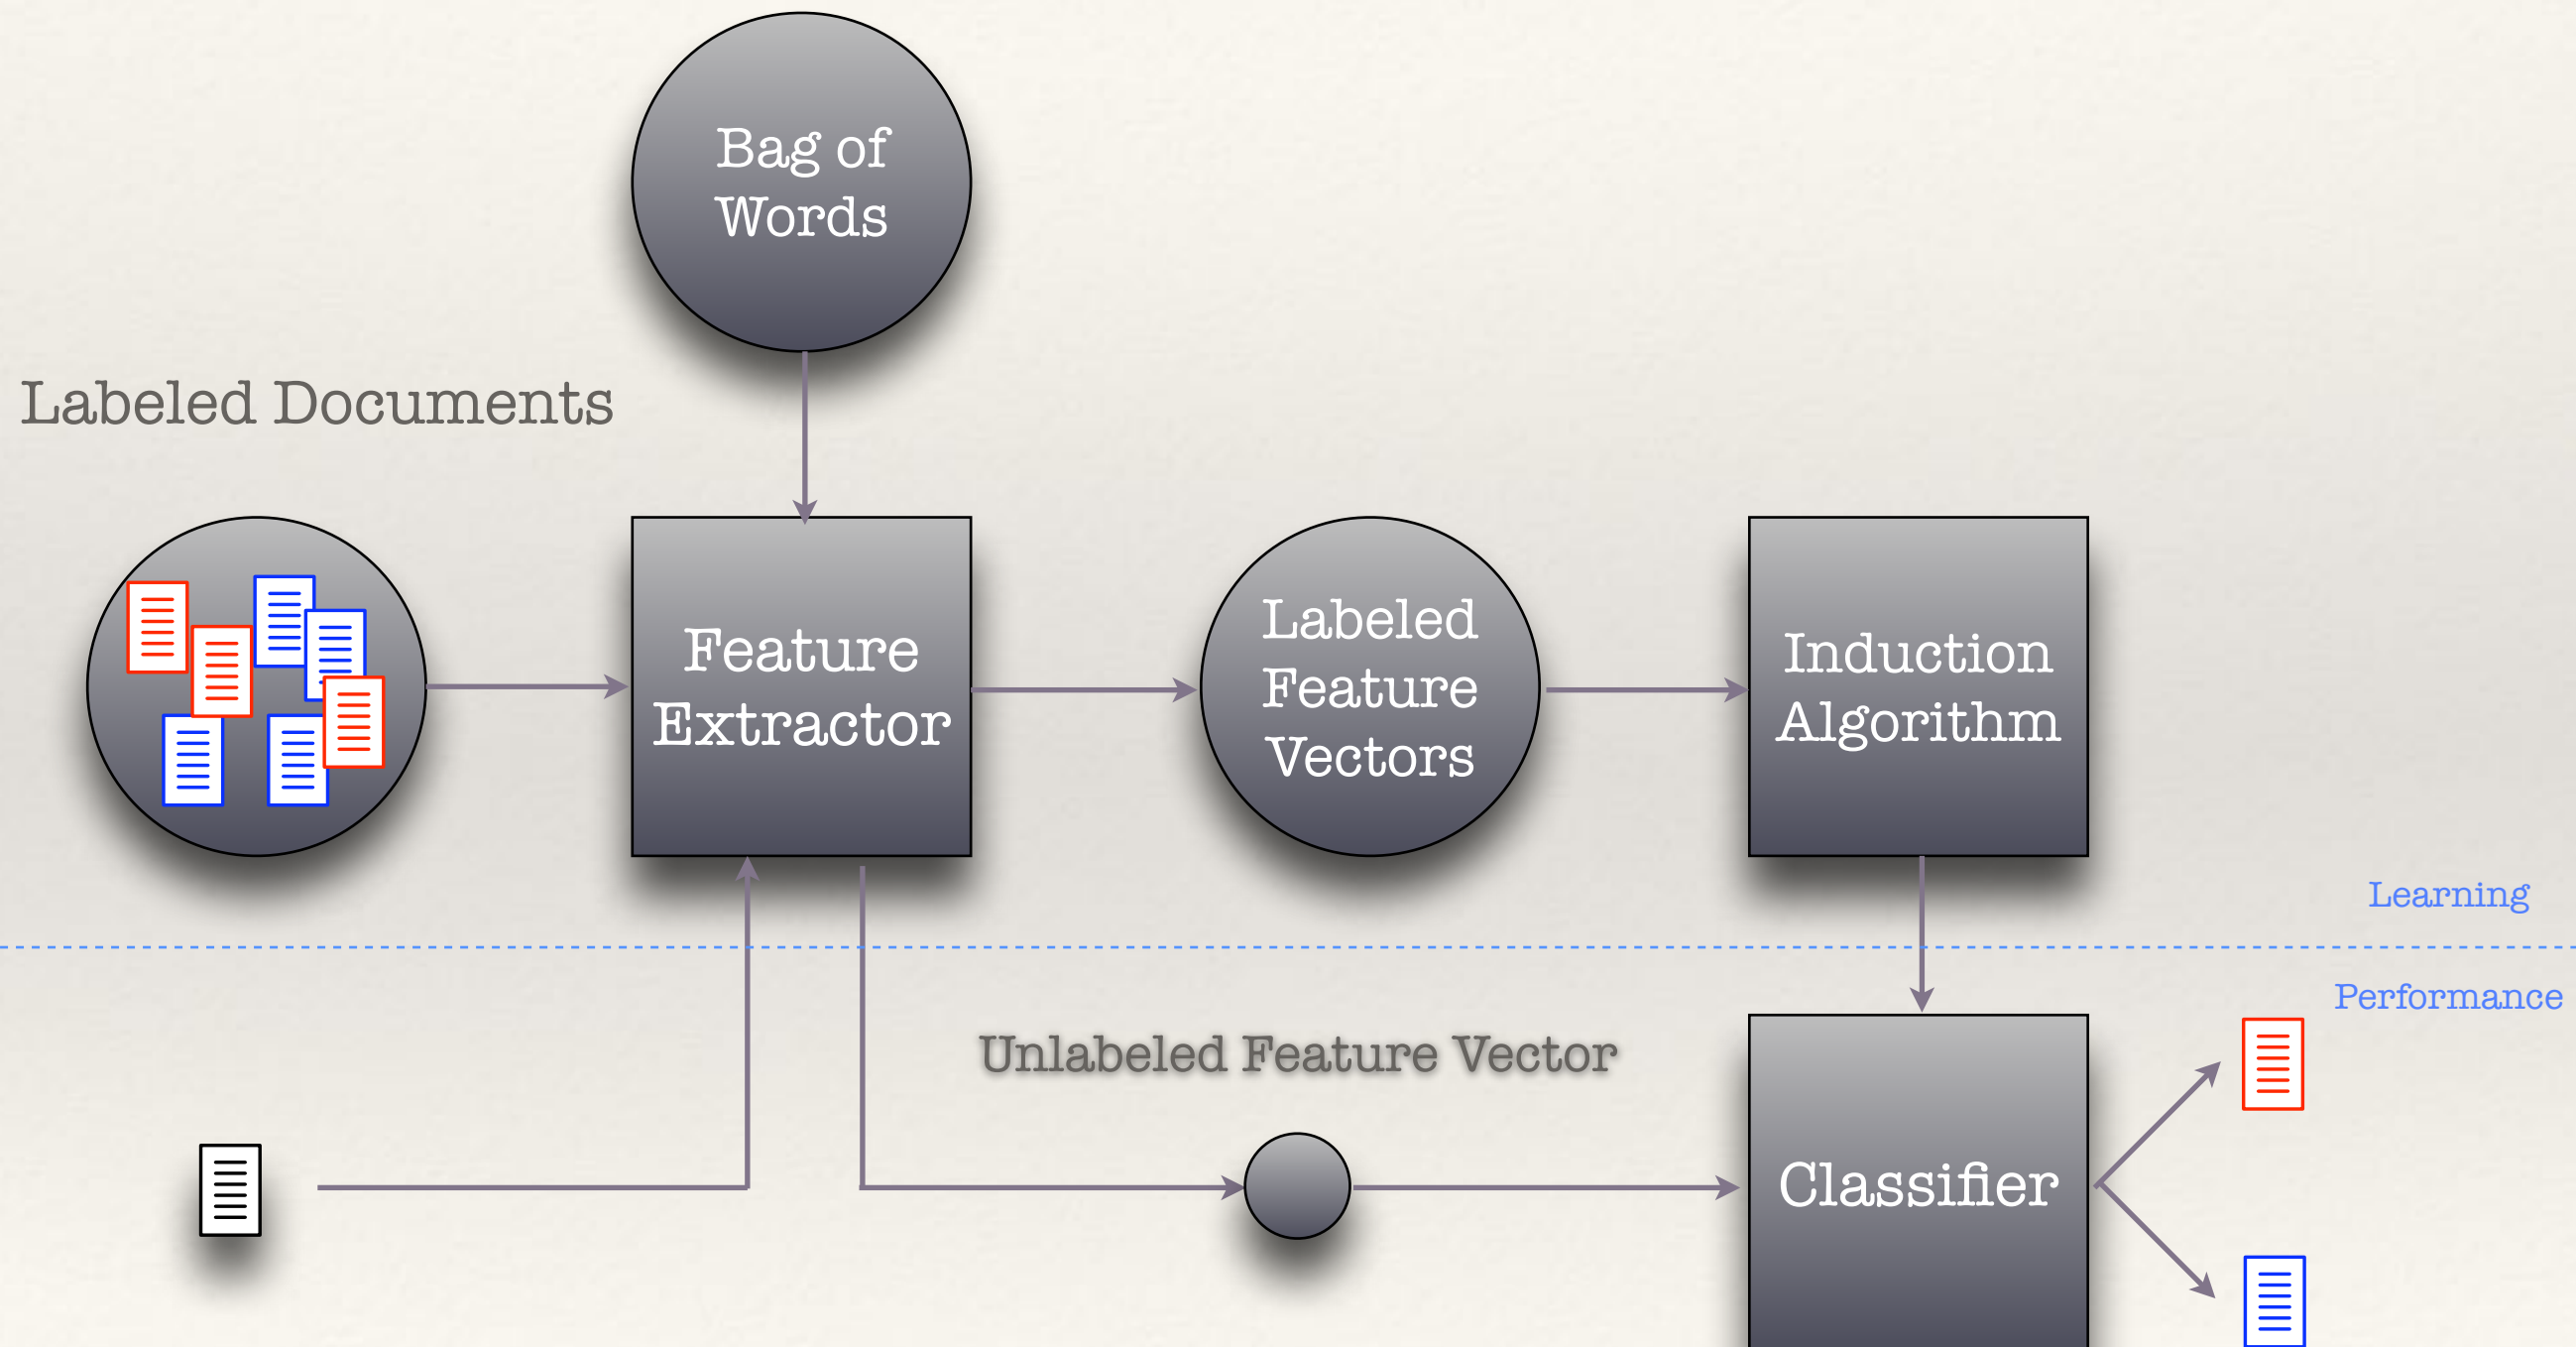 Bag of
Words
Labeled Documents
Feature
Extractor
Labeled
Feature
Vectors
Induction
Algorithm
Learning
Performance
Unlabeled Feature Vector
Classifier